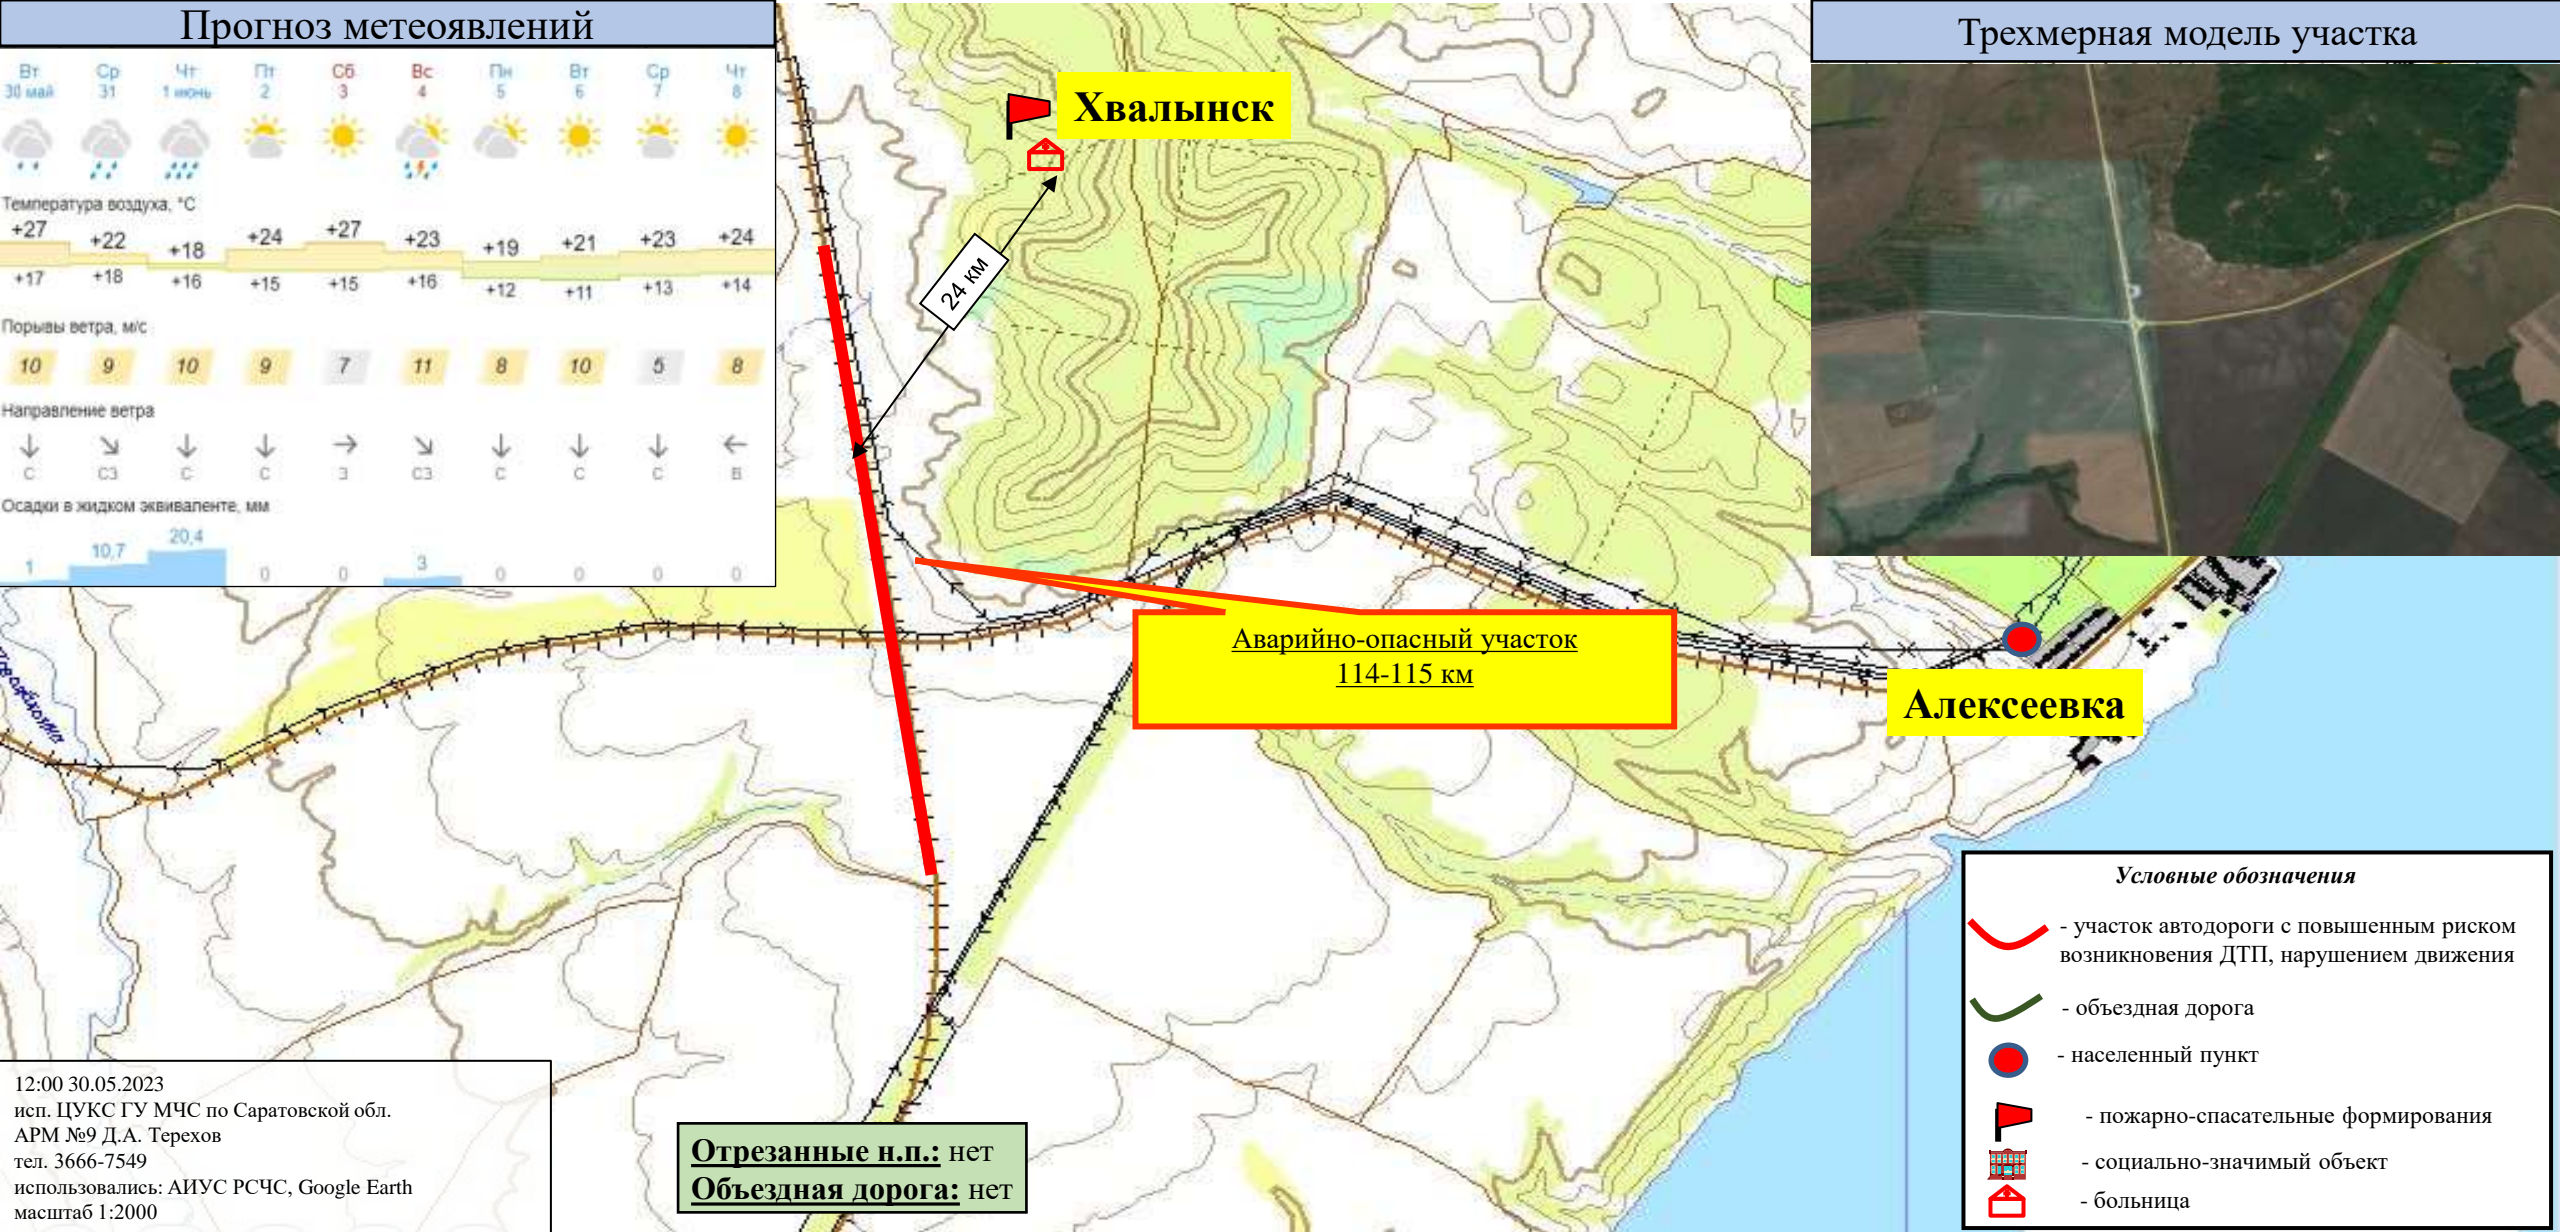 Прогноз метеоявлений
Вт Ср Чт Пт Сб Вс Пн Вт Ср Чт
30 май 31 1 июнь 2 3 4 5 6 7 8
Температура воздуха, °C
+27 +22 +18 +24 +27 +23 +19 +21 +23 +24
+17 +18 +16 +15 +15 +16 +12 +11 +13 +14
Порывы ветра, м/с
10 9 10 9 7 11 8 10 5 8
Направление ветра
С СЗ С С З СЗ С С С В
Осадки в жидком эквиваленте, мм
1 10,7 20,4 0 0 3 0 0 0 0
Хвалынск
24 км
Трехмерная модель участка
Аварийно-опасный участок
114-115 км
Алексеевка
Условные обозначения
- участок автодороги с повышенным риском
возникновения ДТП, нарушением движения
- объездная дорога
- населенный пункт
- пожарно-спасательные формирования
- социально-значимый объект
- больница
12:00 30.05.2023
исп. ЦУКС ГУ МЧС по Саратовской обл.
АРМ №9 Д.А. Терехов
тел. 3666-7549
использовались: АИУС РСЧС, Google Earth
масштаб 1:2000
Отрезанные н.п.: нет
Объездная дорога: нет